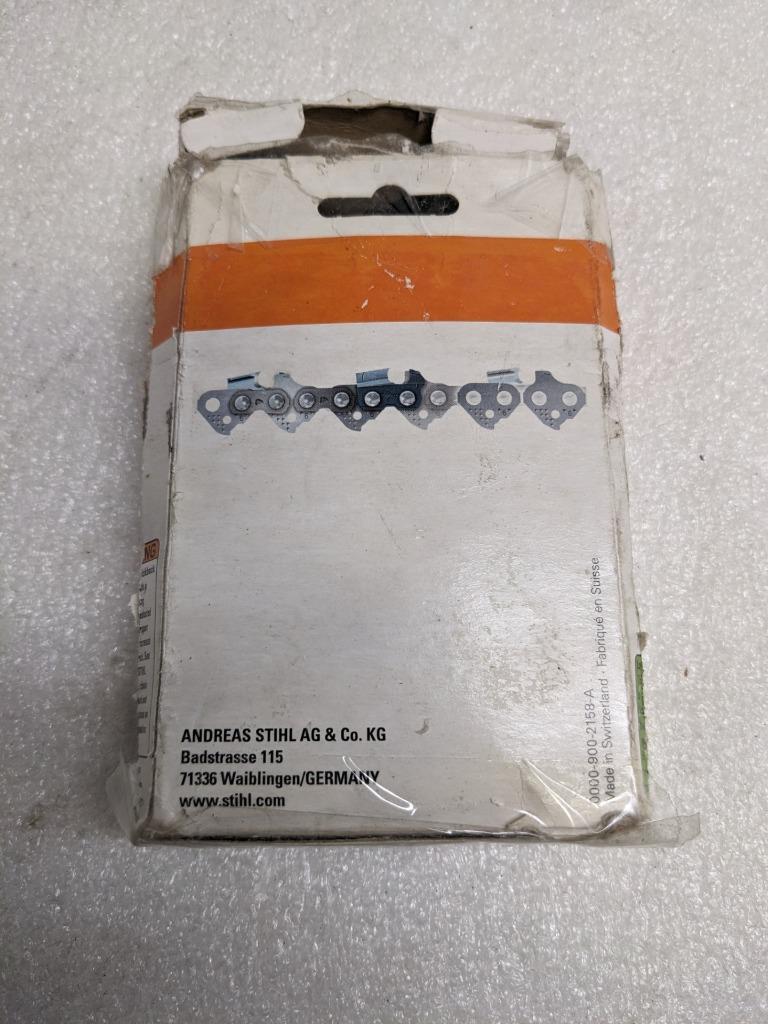 ANDREAS STIHL AG & Co. KG
Badstrasse 115
71336 Waiblingen/GERMANY
www.stihl.com
0000-900-2158-A
Made in Switzerland · Fabriqué en Suisse
NG